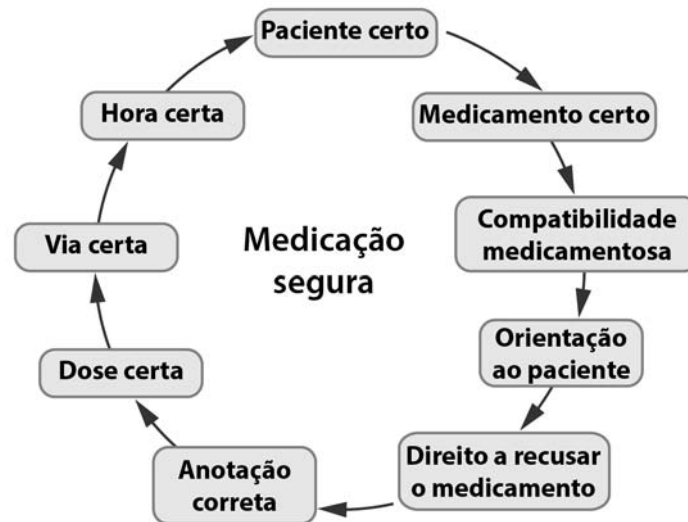 Paciente certo
Medicamento certo
Compatibilidade
medicamentosa
Orientação
ao paciente
Direito a recusar
o medicamento
Anotação
correta
Dose certa
Via certa
Hora certa
Medicação
segura